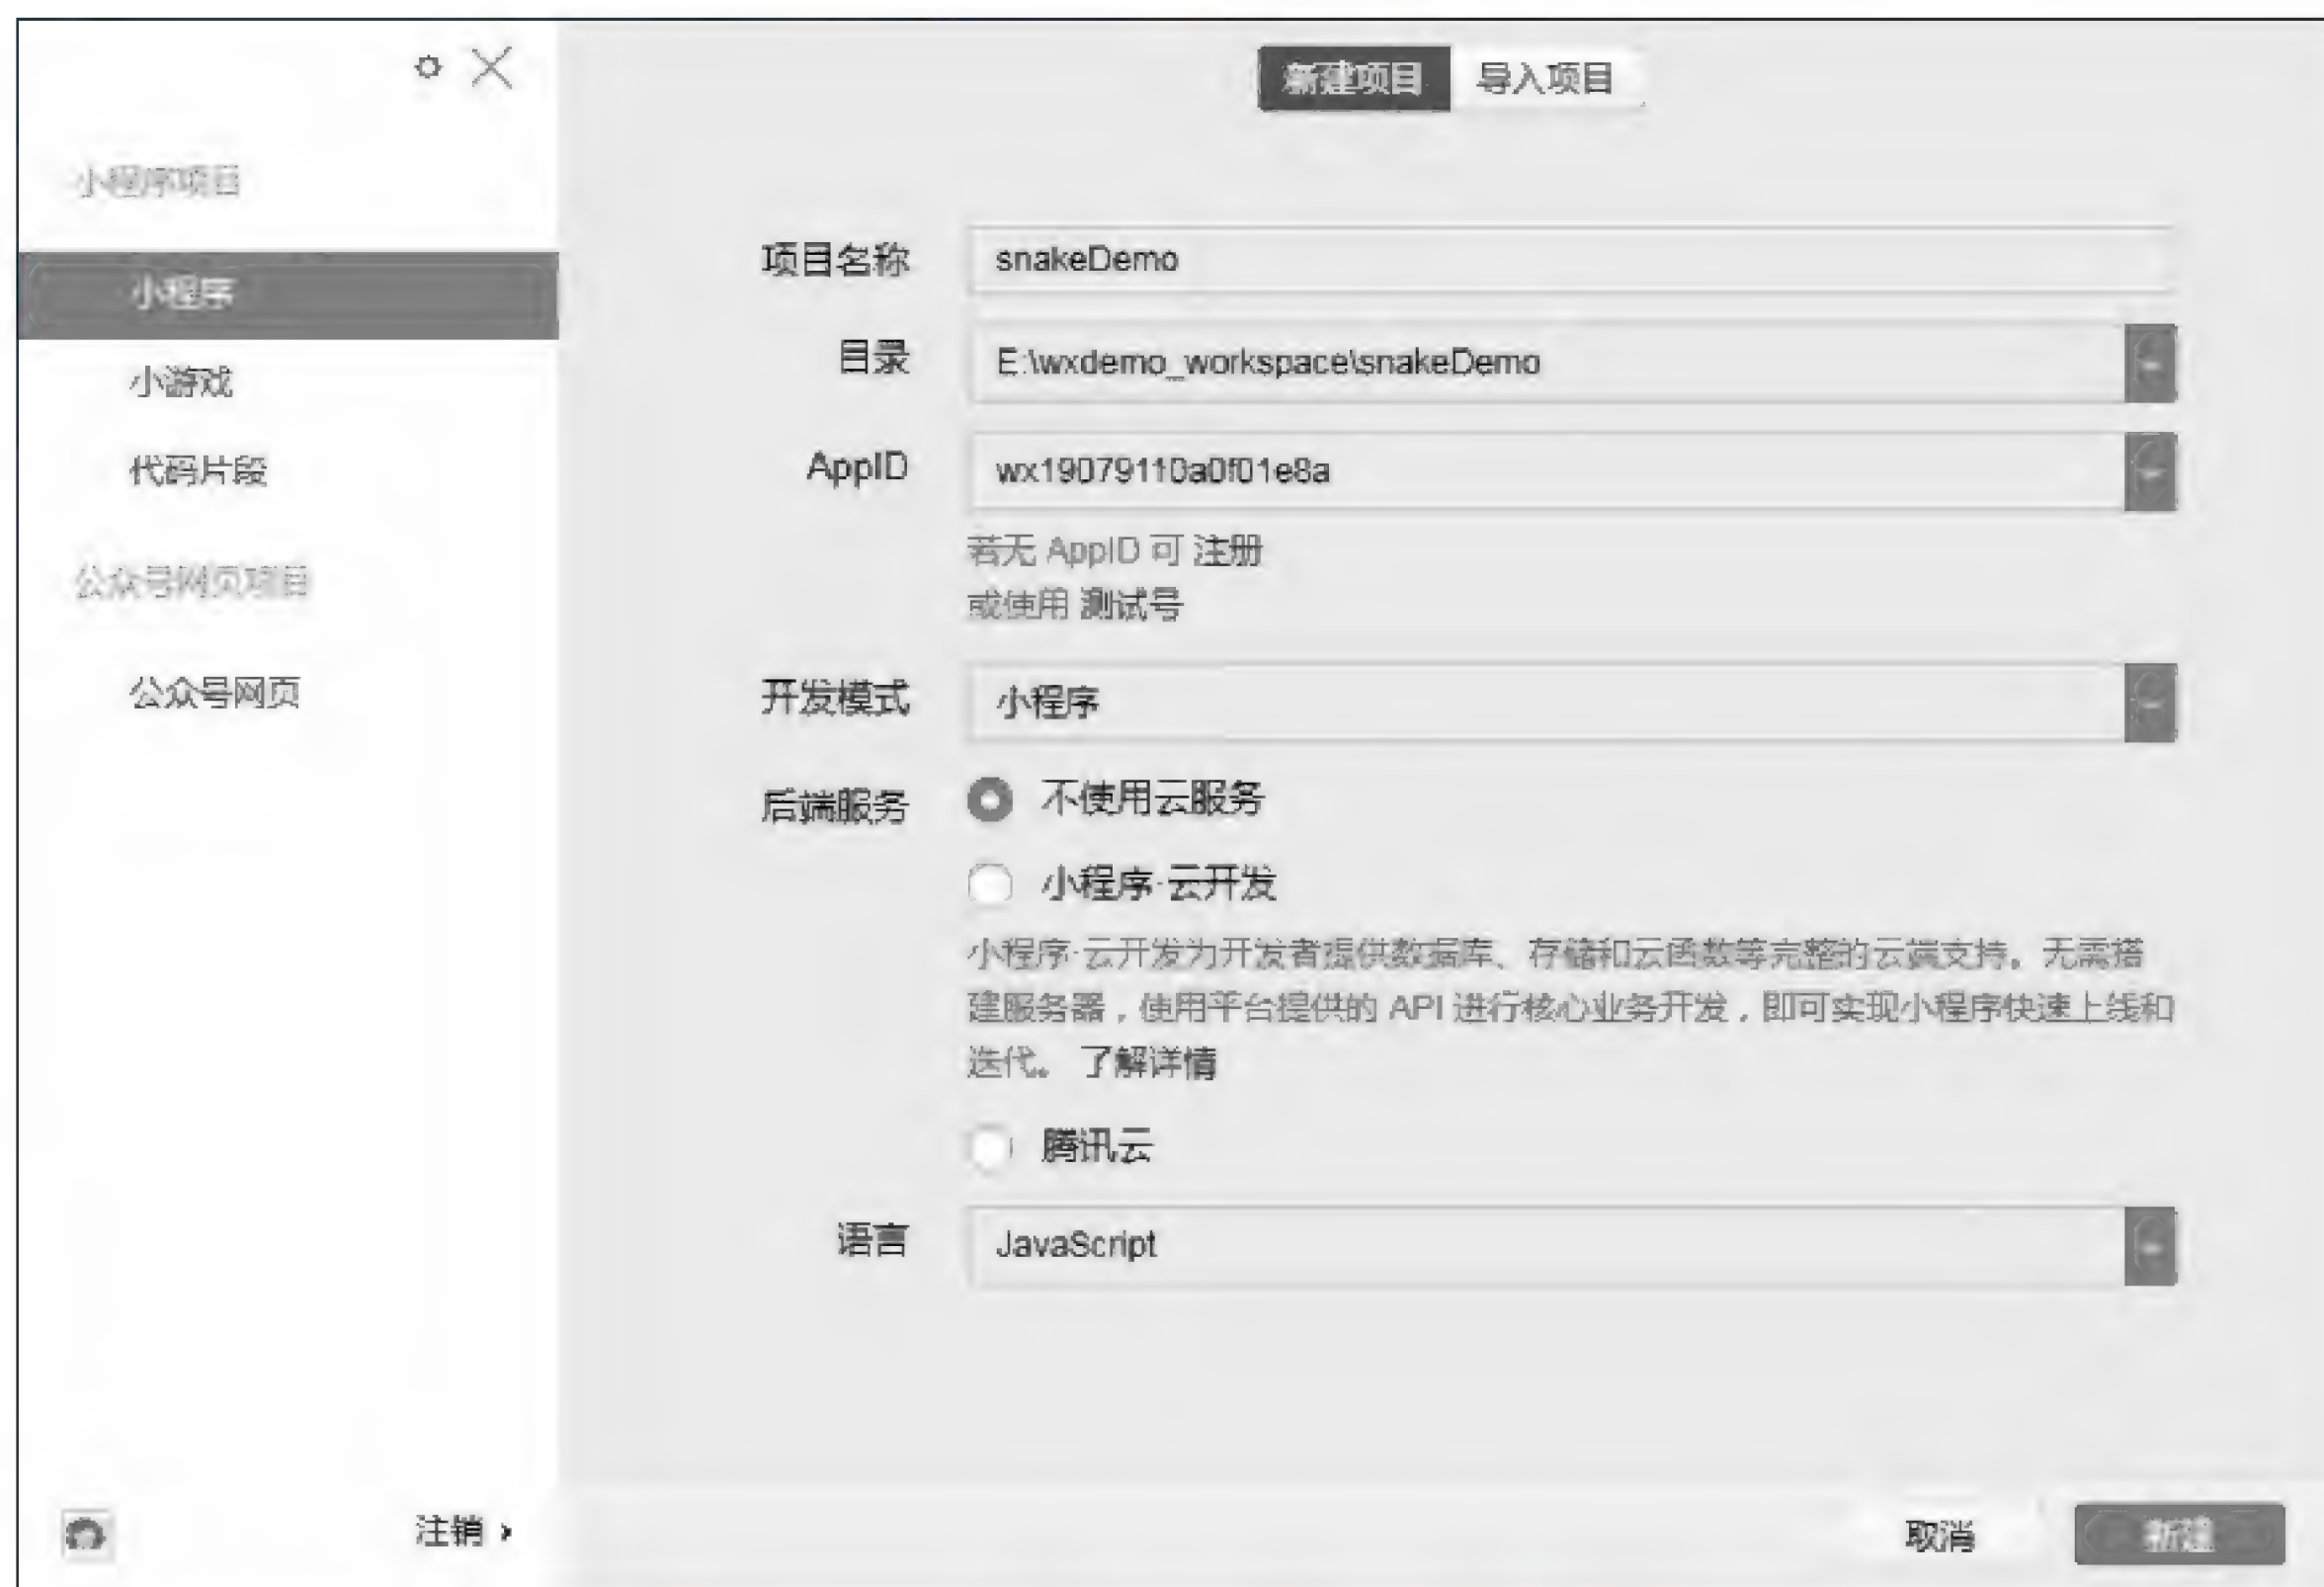 新建项目 导入项目
小程序项目
小程序
小游戏
代码片段
公众号网页项目
公众号网页
注销
项目名称 snakeDemo
目录 E:\wxdemo_workspace\snakeDemo
AppID wx19079110a0f01e8a
若无 AppID 可 注册
或使用 测试号
开发模式 小程序
后端服务 不使用云服务
小程序·云开发
小程序·云开发为开发者提供数据库、存储和云函数等完整的云端支持。无需搭
建服务器，使用平台提供的 API 进行核心业务开发，即可实现小程序快速上线和
迭代。 了解详情
腾讯云
语言 JavaScript
取消 新建